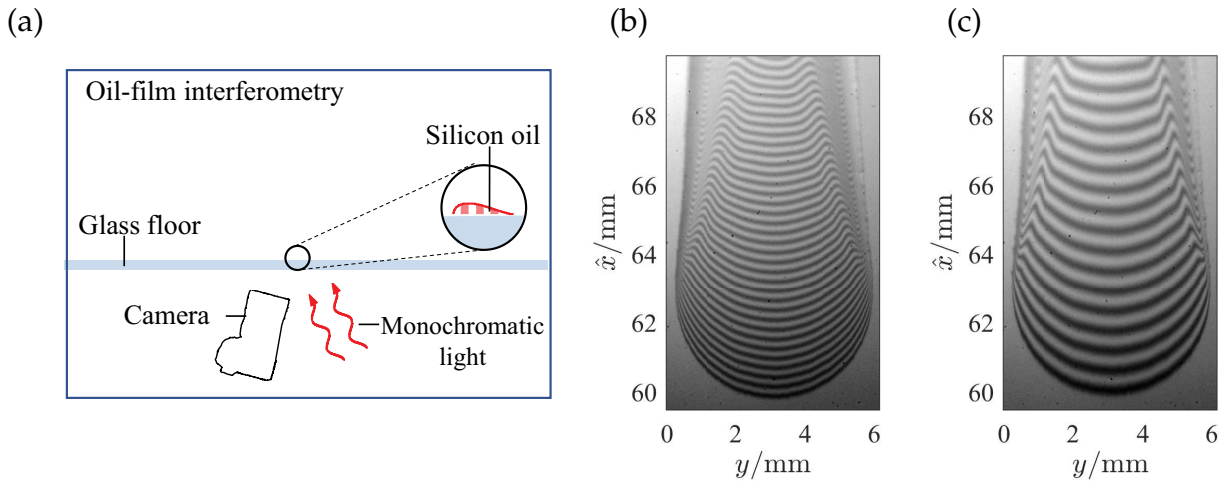 (a)
Oil-film interferometry
Silicon oil
Glass floor
Camera
Monochromatic
light
(b)
68
66
64
62
60
x̂/mm
0 2 4 6
y/mm
(c)
68
66
64
62
60
x̂/mm
0 2 4 6
y/mm